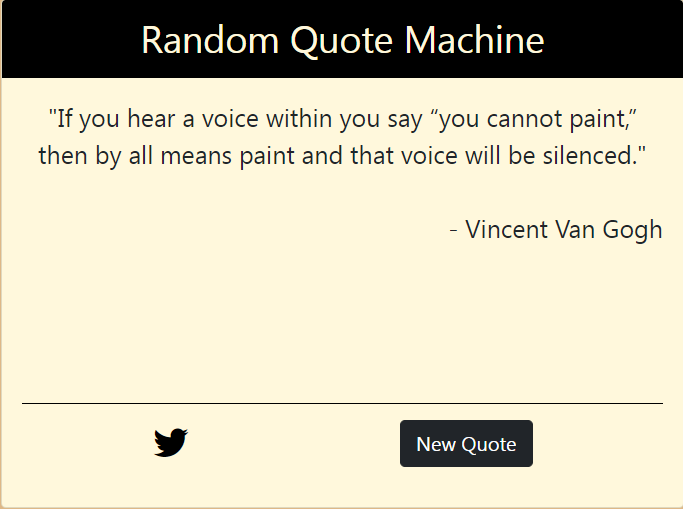 Random Quote Machine
"If you hear a voice within you say “you cannot paint,”
then by all means paint and that voice will be silenced."
- Vincent Van Gogh
New Quote